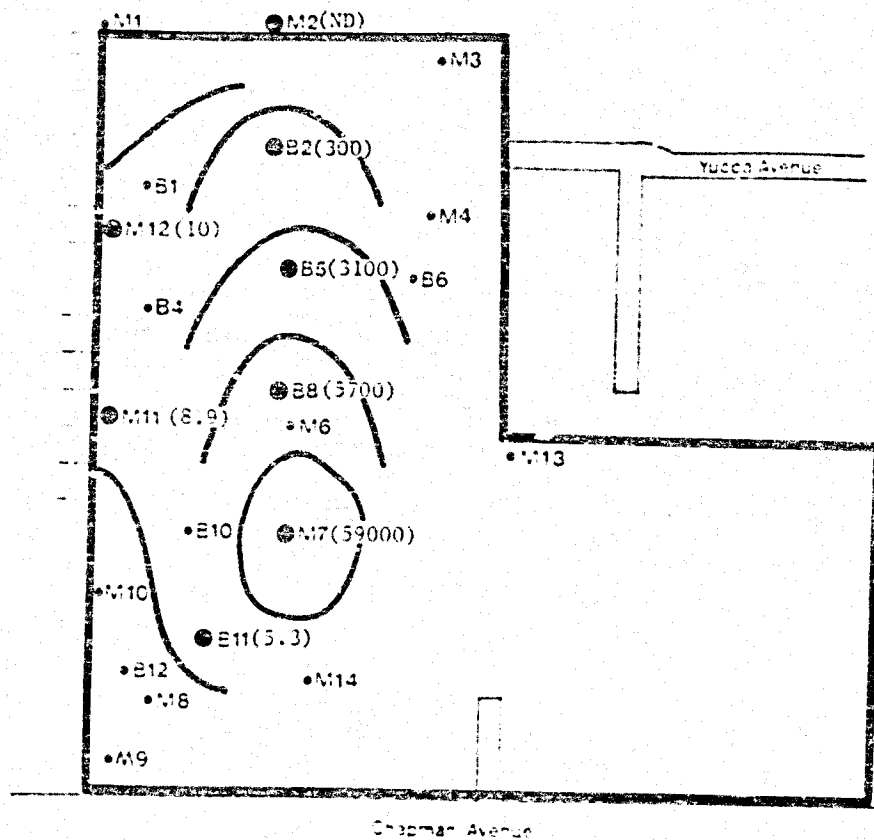 M1
M2(ND)
M3
B2(300)
Yucca Avenue
B1
M4
M12(10)
B5(3100)
B6
B4
B8(5700)
M11(8.9)
M6
M13
B10
M7(59000)
M10
B11(5.3)
B12
M14
M8
M9
Chapman Avenue